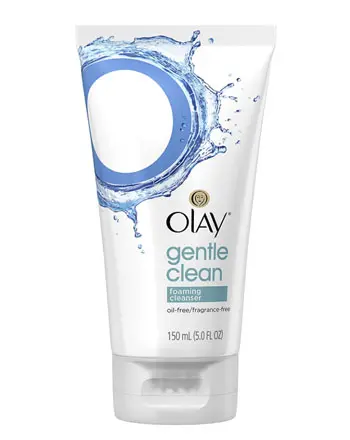 OLAY®
gentle
clean
foaming
cleanser
oil-free/fragrance-free
150 mL (5.0 FL OZ)